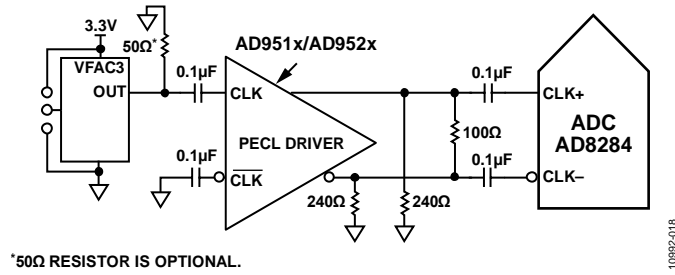 3.3V
50Ω*
AD951x/AD952x
VFAC3
OUT
0.1µF
CLK
0.1µF
CLK+
ADC
AD8284
PECL DRIVER
100Ω
0.1µF
CLK
0.1µF
CLK–
240Ω
240Ω
*50Ω RESISTOR IS OPTIONAL.
10992-018